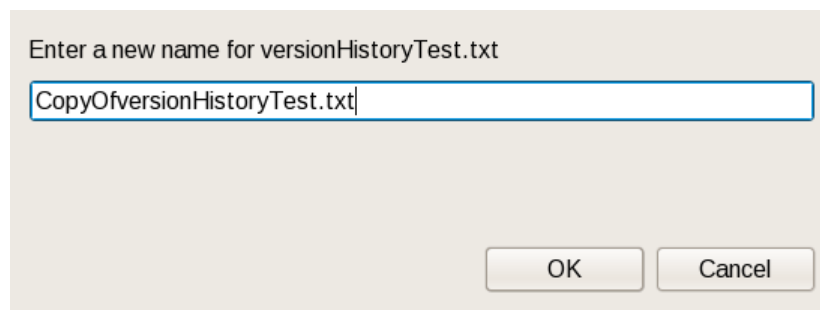 Enter a new name for versionHistoryTest.txt
CopyOfversionHistoryTest.txt
OK Cancel